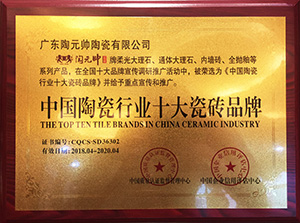 广东陶元帅陶瓷有限公司
陶元帅 牌柔光大理石、通体大理石、内墙砖、全抛釉等
系列产品，在全国十大品牌宣传调研推广活动中，被荣选为《中国陶瓷
行业十大瓷砖品牌》并给予重点宣传和推广。
中国陶瓷行业十大瓷砖品牌
THE TOP TEN TILE BRANDS IN CHINA CERAMIC INDUSTRY
证书编号:CQCS-SD36302
有效日期:2018.04~2020.04